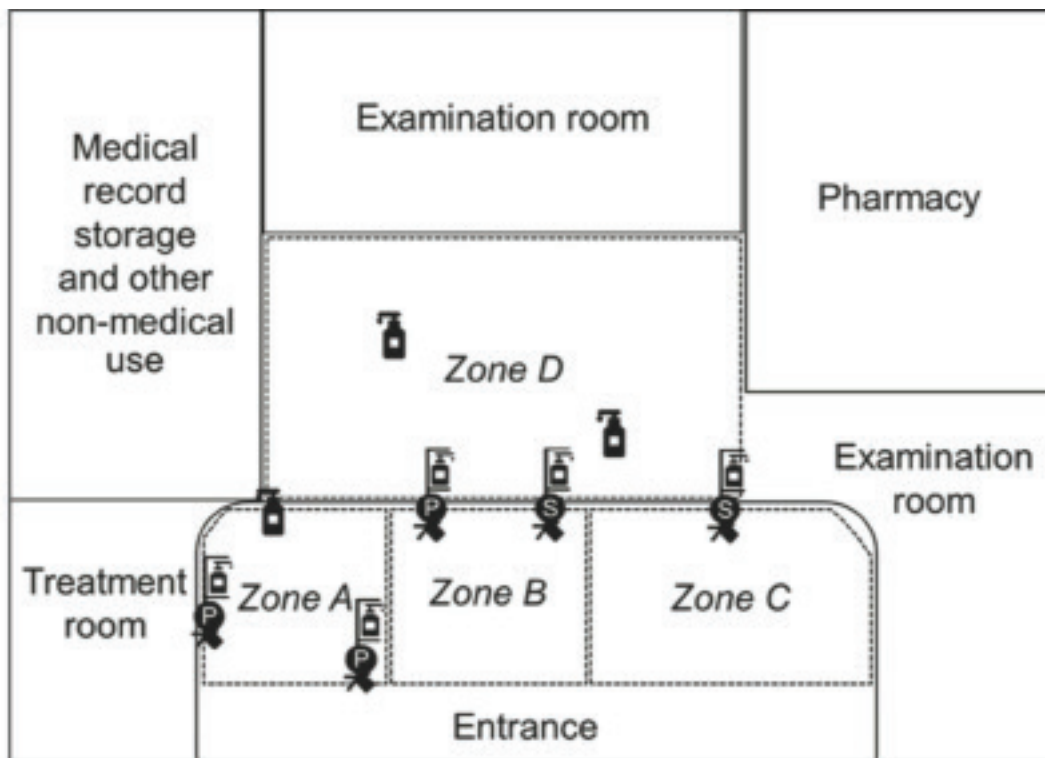 Examination room
Medical
record
storage
and other
non-medical
use
Pharmacy
Zone D
Examination
room
P
S
S
Treatment
room
Zone A
Zone B
Zone C
P
P
Entrance